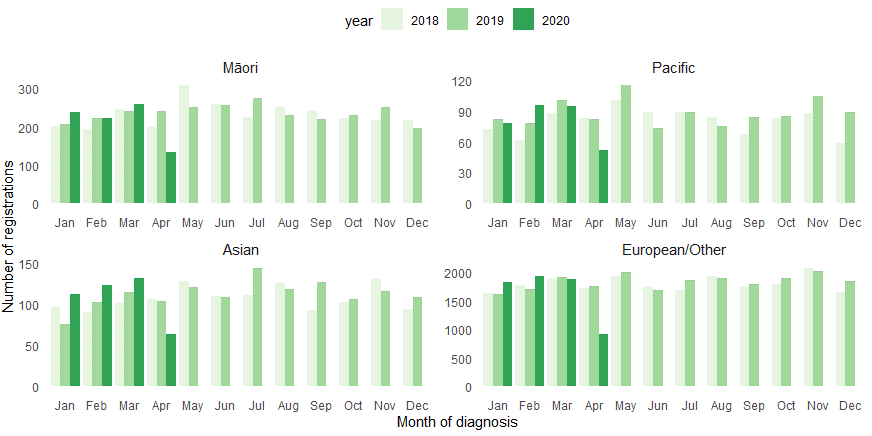 year 2018 2019 2020
Māori
Pacific
Number of registrations
300
200
100
0
Jan Feb Mar Apr May Jun Jul Aug Sep Oct Nov Dec
120
90
60
30
0
Jan Feb Mar Apr May Jun Jul Aug Sep Oct Nov Dec
Asian
European/Other
150
100
50
0
Jan Feb Mar Apr May Jun Jul Aug Sep Oct Nov Dec
2000
1500
1000
500
0
Jan Feb Mar Apr May Jun Jul Aug Sep Oct Nov Dec
Month of diagnosis